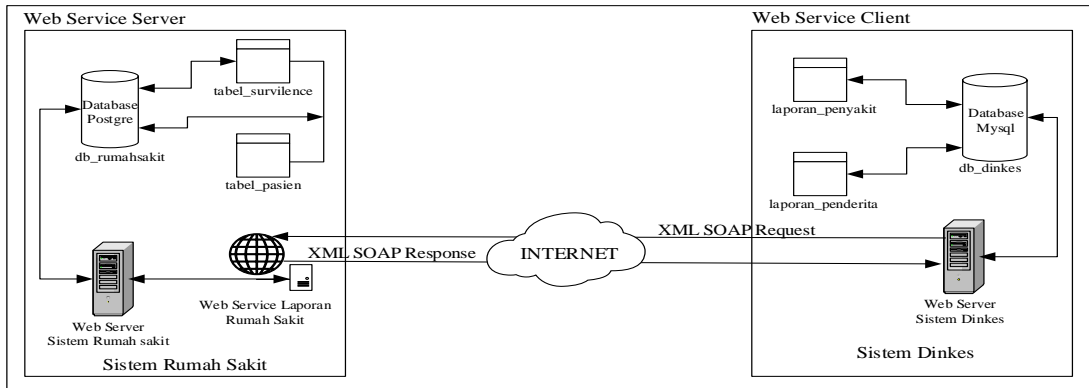 Web Service Server
Database
Postgre
db_rumahsakit
tabel_survilence
tabel_pasien
Web Server
Sistem Rumah sakit
Web Service Laporan
Rumah Sakit
Sistem Rumah Sakit
XML SOAP Response
INTERNET
XML SOAP Request
Web Service Client
laporan_penyakit
laporan_penderita
Database
Mysql
db_dinkes
Web Server
Sistem Dinkes
Sistem Dinkes